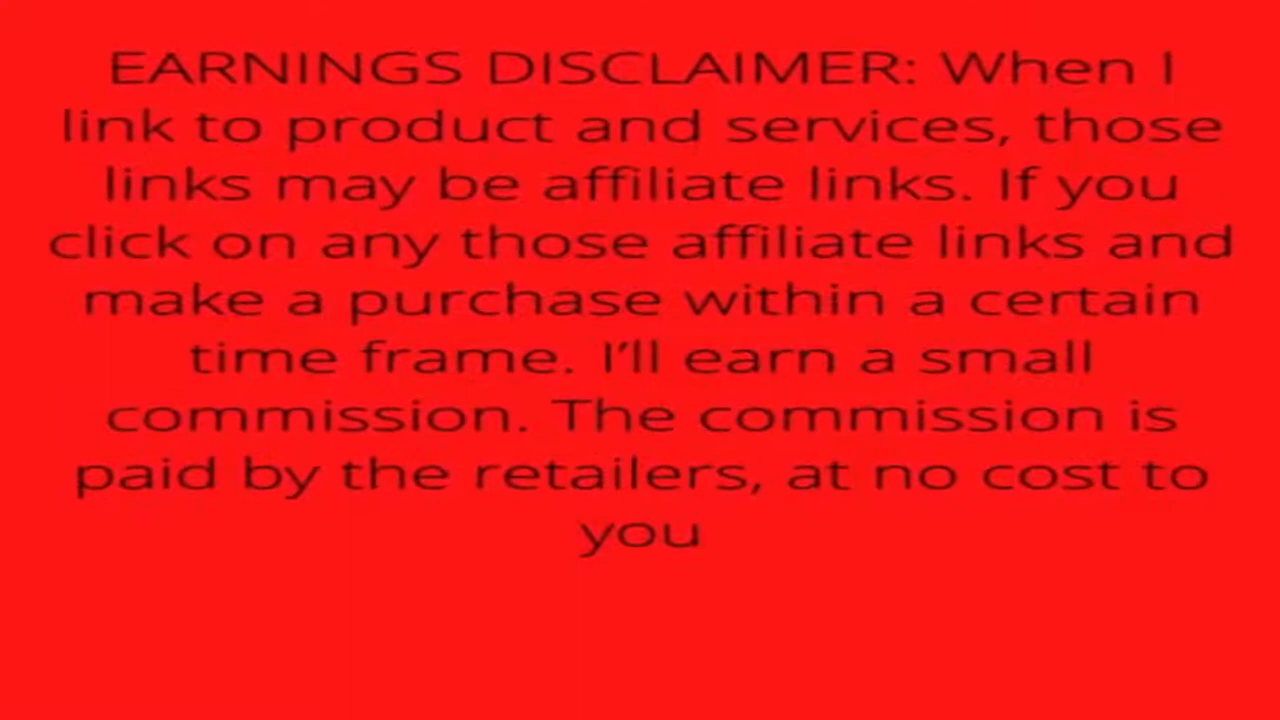 EARNINGS DISCLAIMER: When I
link to product and services, those
links may be affiliate links. If you
click on any those affiliate links and
make a purchase within a certain
time frame. I’ll earn a small
commission. The commission is
paid by the retailers, at no cost to
you